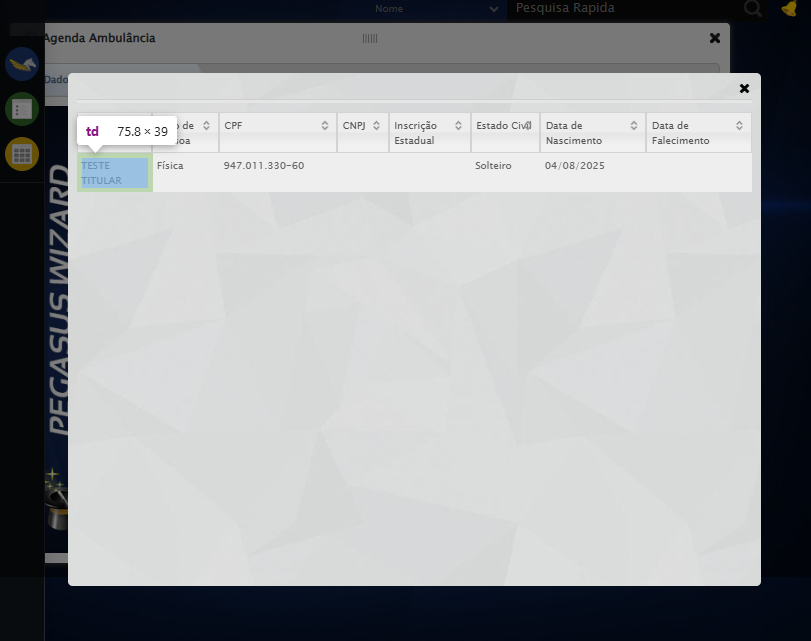 Nome
Pesquisa Rapida
Agenda Ambulância
Dado
td 75.8 × 39
de
oa
CPF
CNPJ
Inscrição
Estadual
Estado Civil
Data de
Nascimento
Data de
Falecimento
TESTE
TITULAR
Física
947.011.330-60
Solteiro
04/08/2025
PEGASUS WIZARD